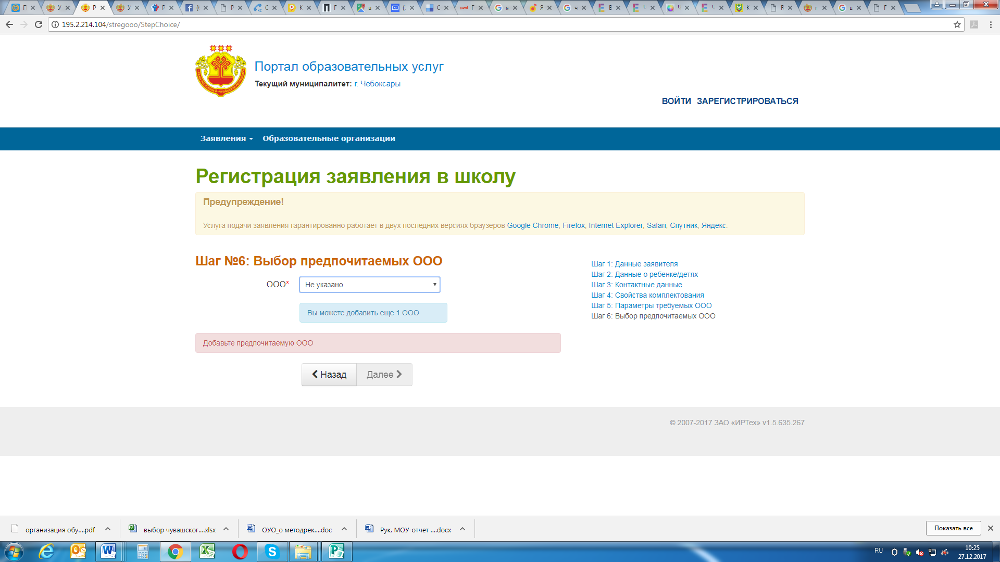 195.2.214.104/stregooo/StepChoice/
Портал образовательных услуг
Текущий муниципалитет: г. Чебоксары
ВОЙТИ ЗАРЕГИСТРИРОВАТЬСЯ
Заявления Образовательные организации
Регистрация заявления в школу
Предупреждение!
Услуга подачи заявления гарантированно работает в двух последних версиях браузеров Google Chrome, Firefox, Internet Explorer, Safari, Спутник, Яндекс.
Шаг №6: Выбор предпочитаемых ООО
ООО* Не указано
Вы можете добавить еще 1 ООО
Добавьте предпочитаемую ООО
Назад Далее
Шаг 1: Данные заявителя
Шаг 2: Данные о ребенке/детях
Шаг 3: Контактные данные
Шаг 4: Свойства комплектования
Шаг 5: Параметры требуемых ООО
Шаг 6: Выбор предпочитаемых ООО
© 2007-2017 ЗАО «ИРТех» v1.5.635.267
организация обу....pdf выбор чувашског....xlsx ОУО_о методрек....doc Рук. МОУ-отчет ....docx Показать все
RU 10:25
27.12.2017